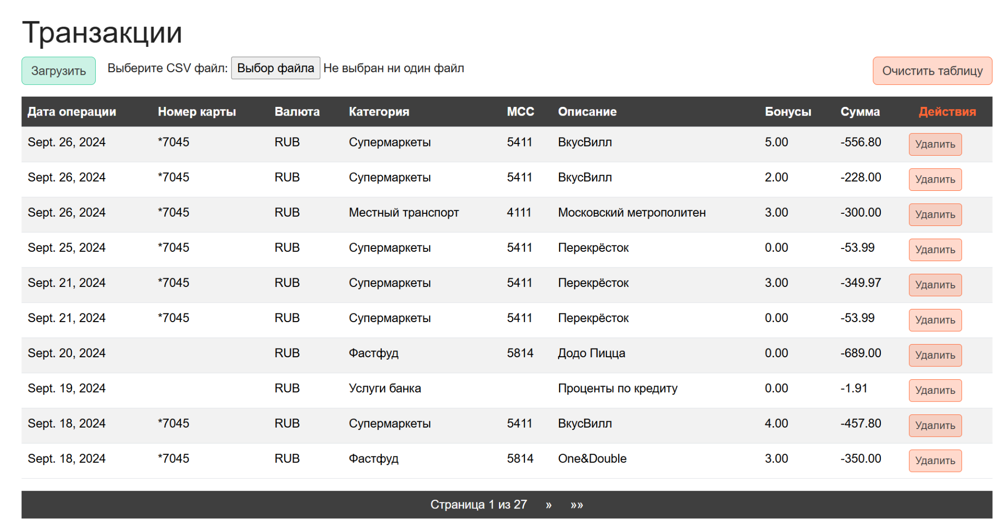 Транзакции
Загрузить Выберите CSV файл: Выбор файла Не выбран ни один файл Очистить таблицу
Дата операции Номер карты Валюта Категория MCC Описание Бонусы Сумма Действия
Sept. 26, 2024 *7045 RUB Супермаркеты 5411 ВкусВилл 5.00 -556.80 Удалить
Sept. 26, 2024 *7045 RUB Супермаркеты 5411 ВкусВилл 2.00 -228.00 Удалить
Sept. 26, 2024 *7045 RUB Местный транспорт 4111 Московский метрополитен 3.00 -300.00 Удалить
Sept. 25, 2024 *7045 RUB Супермаркеты 5411 Перекрёсток 0.00 -53.99 Удалить
Sept. 21, 2024 *7045 RUB Супермаркеты 5411 Перекрёсток 3.00 -349.97 Удалить
Sept. 21, 2024 *7045 RUB Супермаркеты 5411 Перекрёсток 0.00 -53.99 Удалить
Sept. 20, 2024 RUB Фастфуд 5814 Додо Пицца 0.00 -689.00 Удалить
Sept. 19, 2024 RUB Услуги банка Проценты по кредиту 0.00 -1.91 Удалить
Sept. 18, 2024 *7045 RUB Супермаркеты 5411 ВкусВилл 4.00 -457.80 Удалить
Sept. 18, 2024 *7045 RUB Фастфуд 5814 One&Double 3.00 -350.00 Удалить
Страница 1 из 27 » »»